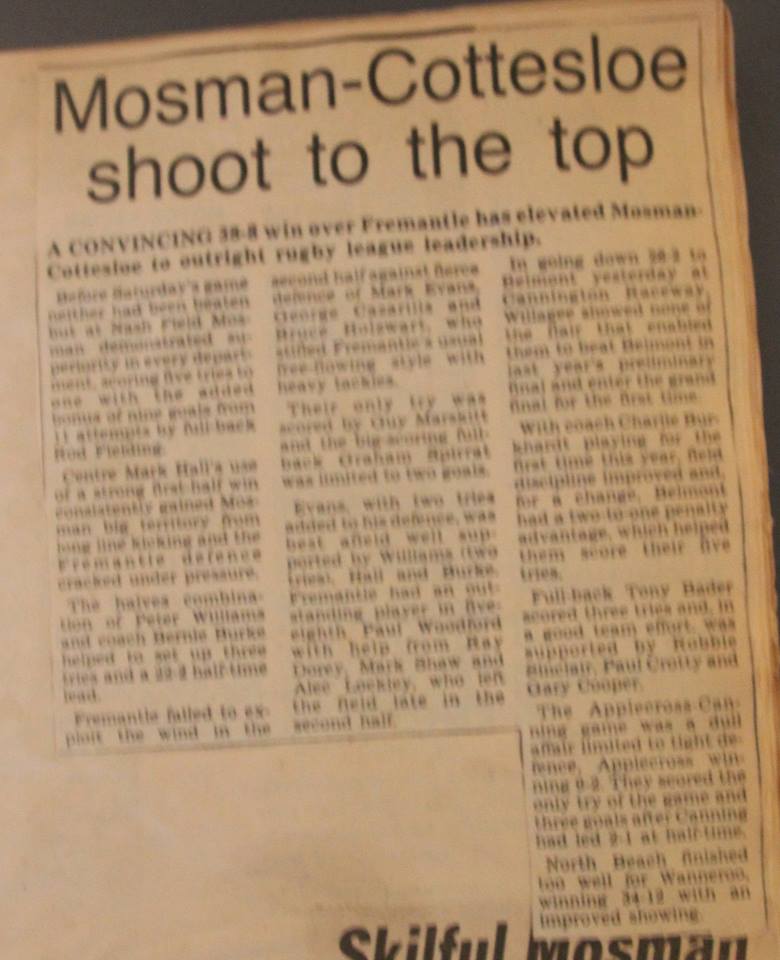 Mosman-Cottesloe
shoot to the top
A CONVINCING 38-8 win over Fremantle has elevated Mosman-
Cottesloe to outright rugby league leadership.
Before Saturday's game
neither had been beaten
but at Nash Field Mos-
man demonstrated su-
periority in every depart-
ment, scoring five tries to
one with the added
bonus of nine goals from
11 attempts by full-back
Rod Fielding.
Centre Mark Hall's use
of a strong first-half win
consistently gained Mos-
man big territory from
long line kicking and the
Fremantle defence
cracked under pressure.
The halves combina-
tion of Peter Williams
and coach Bernie Burke
helped to set up three
tries and a half-time
lead.
Fremantle failed to ex-
ploit the wind in the
second half against fierce
defence of Mark Evans,
George Casarilla and
Bruce Holswart, who
stifled Fremantle's usual
free-flowing style with
heavy tackles.
Their only try was
scored by Guy Marskitt
and the big-scoring full-
back Graham Spirrat
was limited to two goals.
Evans, with two tries
added to his defence, was
best afield well sup-
ported by Williams (two
tries), Hall and Burke.
Fremantle had an out-
standing player in five-
eighth Paul Woodford
with help from Ray
Dorey, Mark Shaw and
Alec Lockley, who left
the field late in the
second half.
In going down to
Belmont yesterday at
Cannington Raceway,
Willagee showed none of
the flair that enabled
them to beat Belmont in
last year's preliminary
final and enter the grand
final for the first time.
With coach Charlie Bur-
khardt playing for the
first time this year, field
discipline improved and,
for a change, Belmont
had a two-to-one penalty
advantage, which helped
them score their five
tries.
Full-back Tony Bader
scored three tries and, in
a good team effort, was
supported by Robbie
Sinclair, Paul Crotty and
Gary Cooper.
The Applecross-Can-
ning game was a dull
affair limited to tight de-
fence, Applecross win-
ning They scored the
only try of the game and
three goals after Canning
had led 2-1 at half-time.
North Beach finished
too well for Wanneroo,
winning 34-12 with an
improved showing.
Skilful Mosman